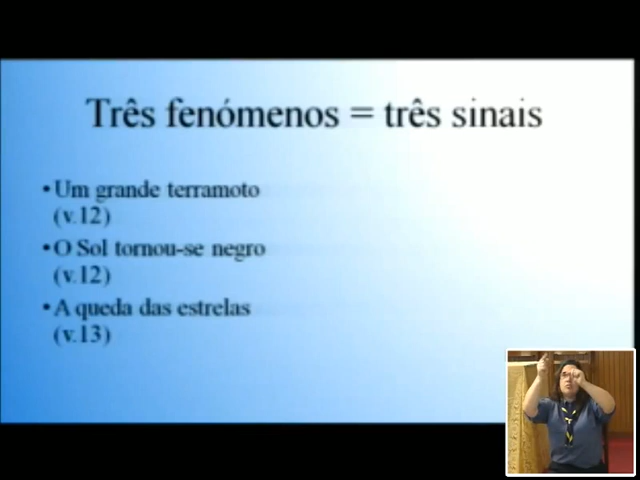 Três fenómenos = três sinais
•Um grande terramoto
(v.12)
•O Sol tornou-se negro
(v.12)
•A queda das estrelas
(v.13)